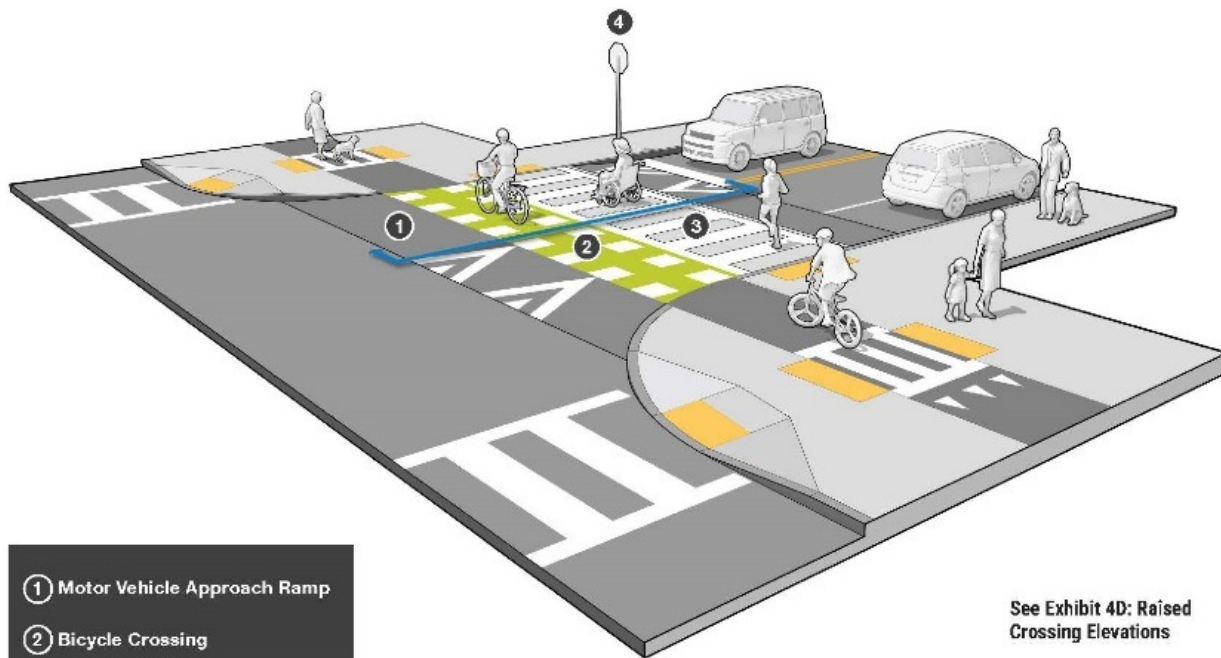 4
1
2
3
1 Motor Vehicle Approach Ramp
2 Bicycle Crossing
See Exhibit 4D: Raised
Crossing Elevations